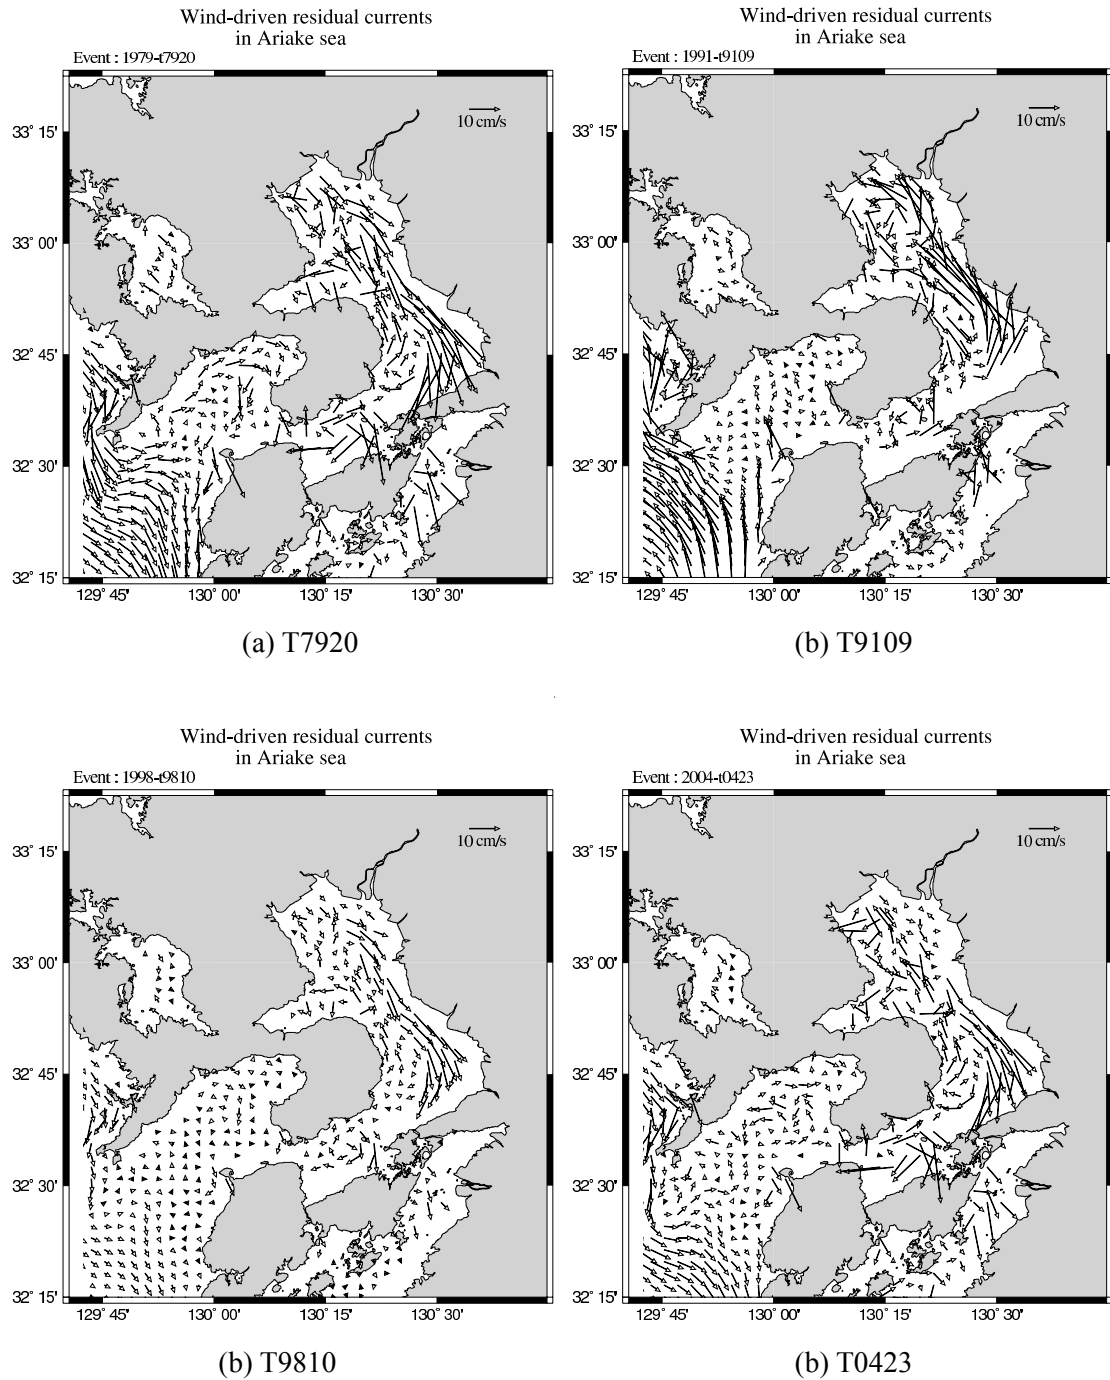 Wind-driven residual currents
in Ariake sea
Event : 1979-t7920
10 cm/s
33° 15'
33° 00'
32° 45'
32° 30'
32° 15'
129° 45' 130° 00' 130° 15' 130° 30'
(a) T7920
Wind-driven residual currents
in Ariake sea
Event : 1991-t9109
10 cm/s
33° 15'
33° 00'
32° 45'
32° 30'
32° 15'
129° 45' 130° 00' 130° 15' 130° 30'
(b) T9109
Wind-driven residual currents
in Ariake sea
Event : 1998-t9810
10 cm/s
33° 15'
33° 00'
32° 45'
32° 30'
32° 15'
129° 45' 130° 00' 130° 15' 130° 30'
(b) T9810
Wind-driven residual currents
in Ariake sea
Event : 2004-t0423
10 cm/s
33° 15'
33° 00'
32° 45'
32° 30'
32° 15'
129° 45' 130° 00' 130° 15' 130° 30'
(b) T0423